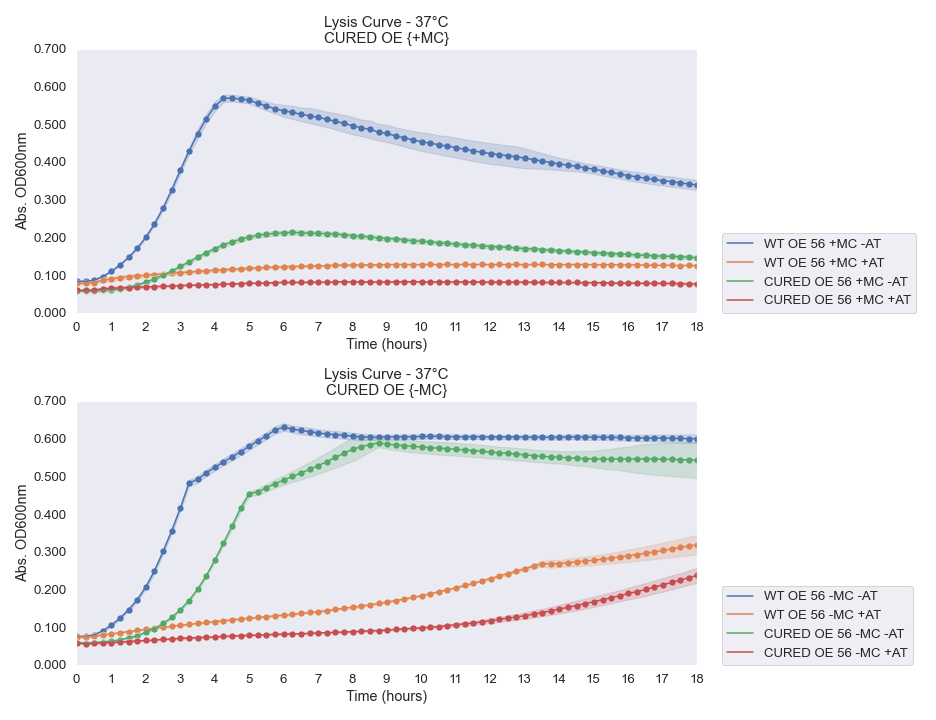 Lysis Curve - 37°C
CURED OE {+MC}
0.700
0.600
0.500
0.400
0.300
0.200
0.100
0.000
Abs. OD600nm
0 1 2 3 4 5 6 7 8 9 10 11 12 13 14 15 16 17 18
Time (hours)
WT OE 56 +MC -AT
WT OE 56 +MC +AT
CURED OE 56 +MC -AT
CURED OE 56 +MC +AT
Lysis Curve - 37°C
CURED OE {-MC}
0.700
0.600
0.500
0.400
0.300
0.200
0.100
0.000
Abs. OD600nm
0 1 2 3 4 5 6 7 8 9 10 11 12 13 14 15 16 17 18
Time (hours)
WT OE 56 -MC -AT
WT OE 56 -MC +AT
CURED OE 56 -MC -AT
CURED OE 56 -MC +AT